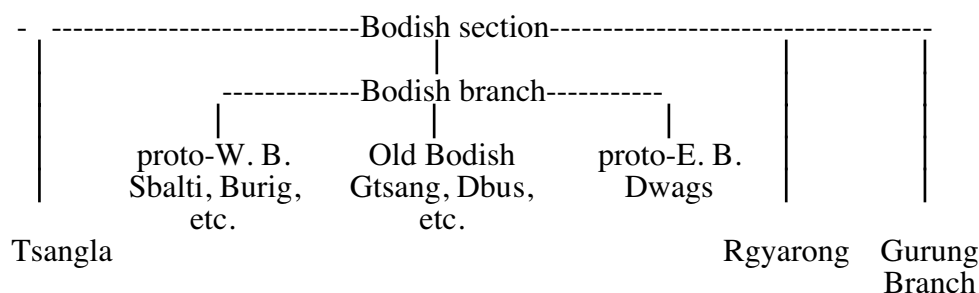 Bodish section
Bodish branch
proto-W. B. Old Bodish proto-E. B.
Sbalti, Burig, Gtsang, Dbus, Dwags
etc. etc.
Tsangla Rgyarong Gurung
Branch